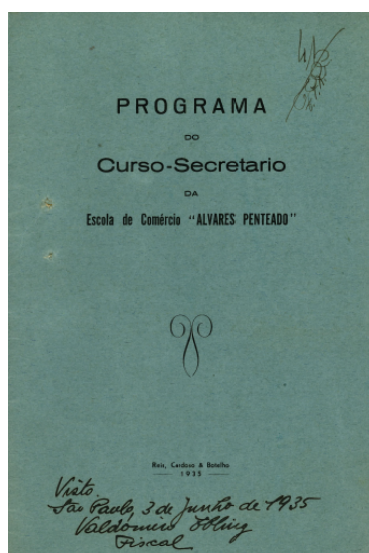 PROGRAMA
DO
Curso-Secretario
DA
Escola de Comércio "ALVARES PENTEADO"
Reis, Cardoso & Botelho
1935
Visto.
São Paulo, 3 de Junho de 1935
Valdomiro
Fiscal